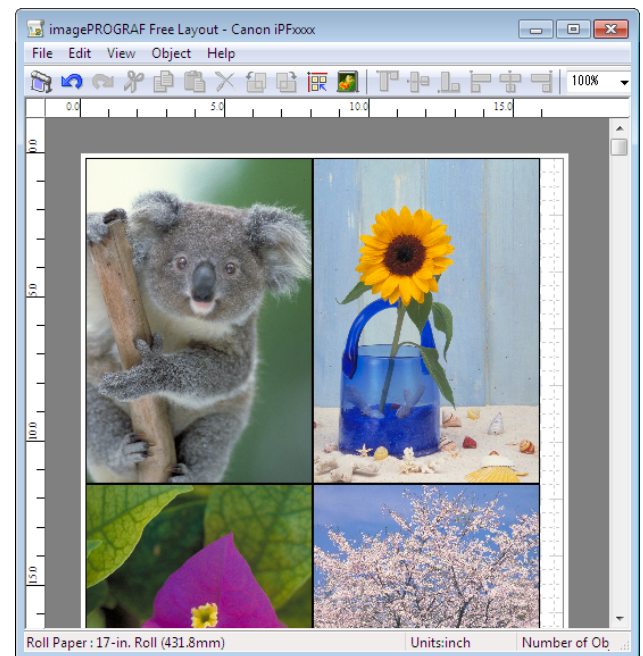 imagePROGRAF Free Layout - Canon iPFxxxx
File Edit View Object Help
100%
0.0 5.0 10.0 15.0
0.0
5.0
10.0
15.0
Roll Paper : 17-in. Roll (431.8mm) Units:inch Number of Ob